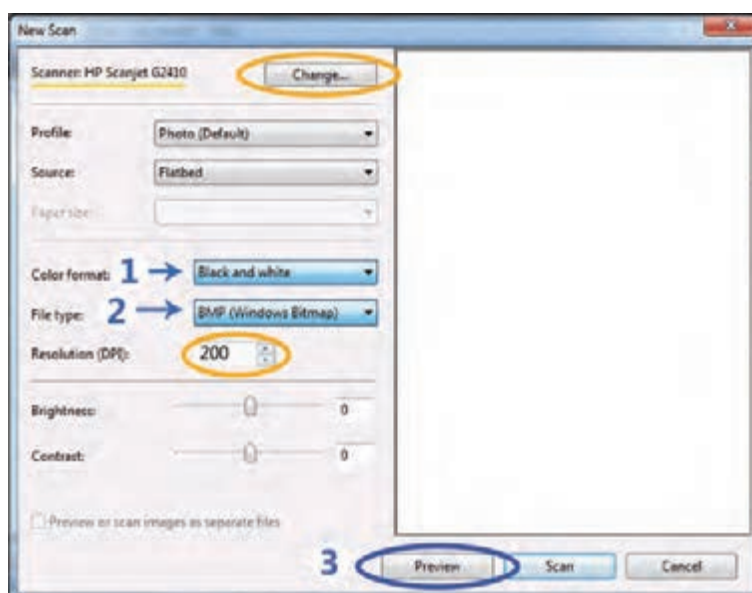 New Scan
Scanner: HP Scanjet G2410 Change...
Profile: Photo (Default)
Source: Flatbed
Paper size:
Color format: 1 Black and white
File type: 2 BMP (Windows Bitmap)
Resolution (DPI): 200
Brightness: 0
Contrast: 0
Preview or scan images as separate files
3 Preview Scan Cancel